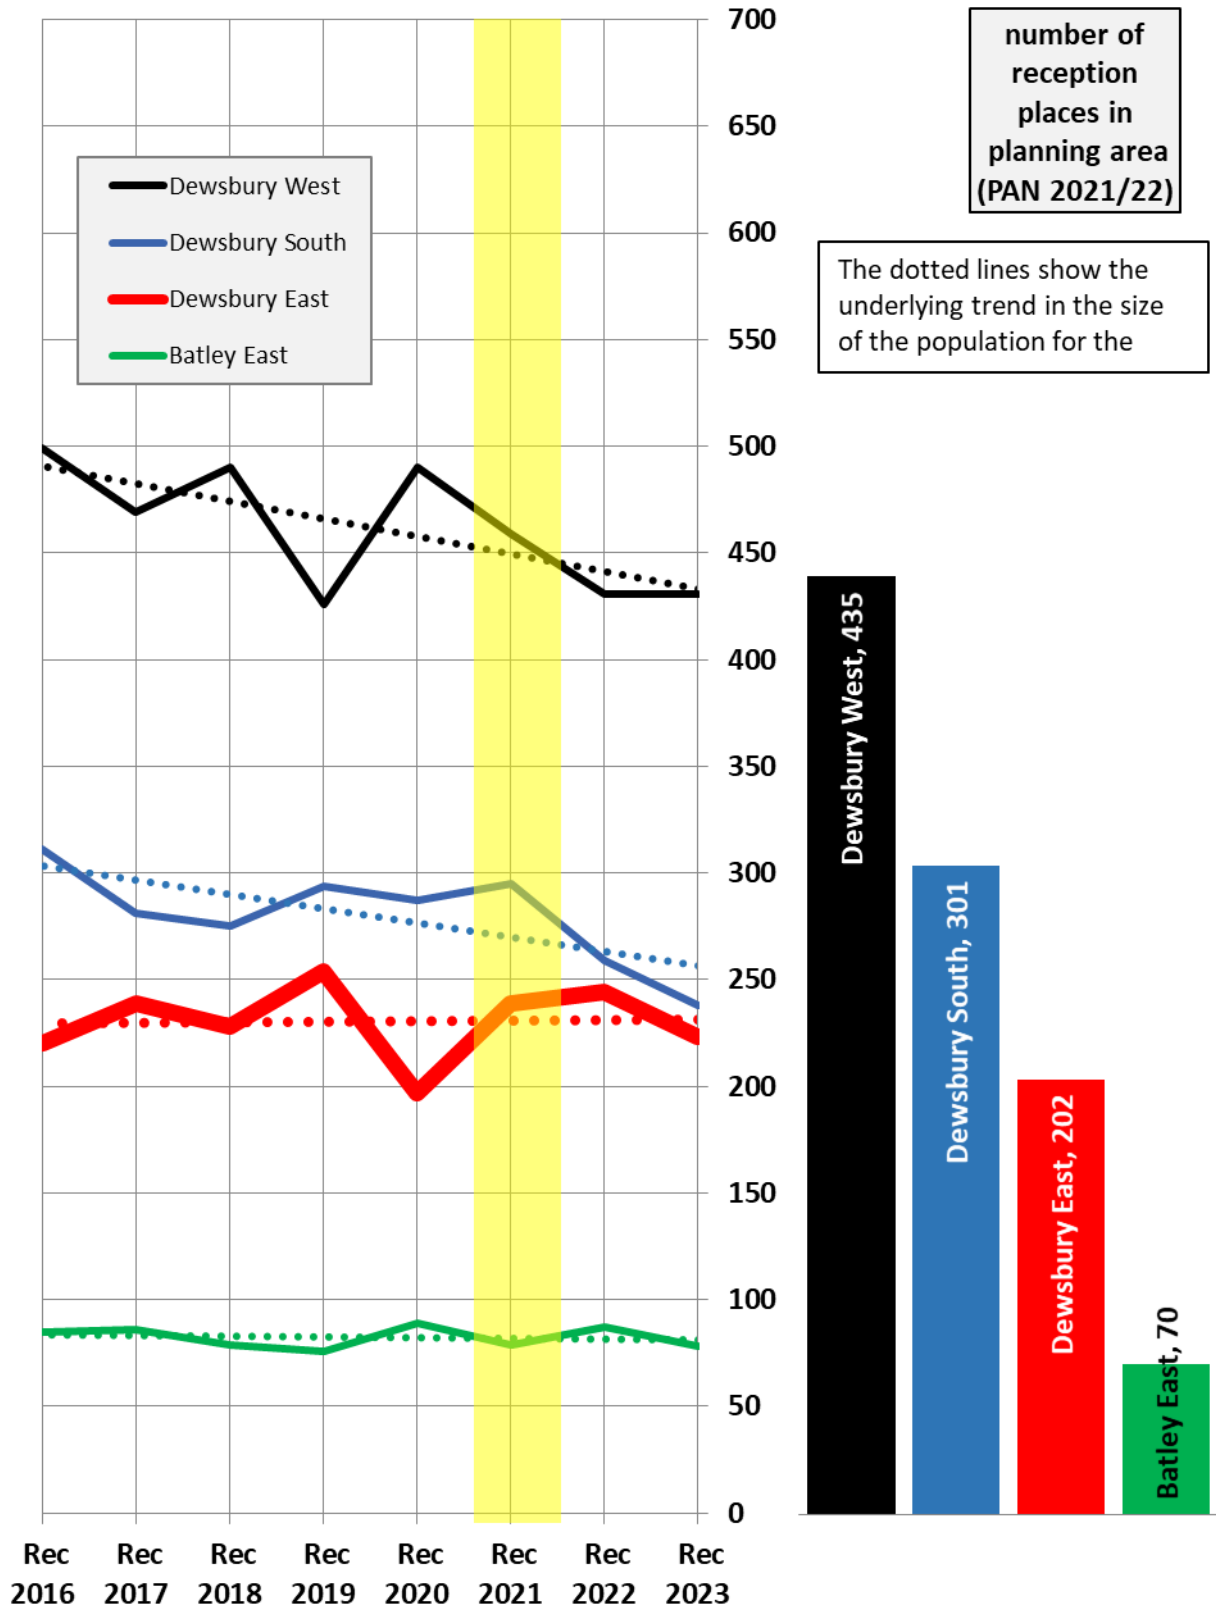 700
650
600
550
500
450
400
350
300
250
200
150
100
50
0
Dewsbury West
Dewsbury South
Dewsbury East
Batley East
Rec 2016
Rec 2017
Rec 2018
Rec 2019
Rec 2020
Rec 2021
Rec 2022
Rec 2023
number of
reception
places in
planning area
(PAN 2021/22)
The dotted lines show the
underlying trend in the size
of the population for the
Dewsbury West, 435
Dewsbury South, 301
Dewsbury East, 202
Batley East, 70